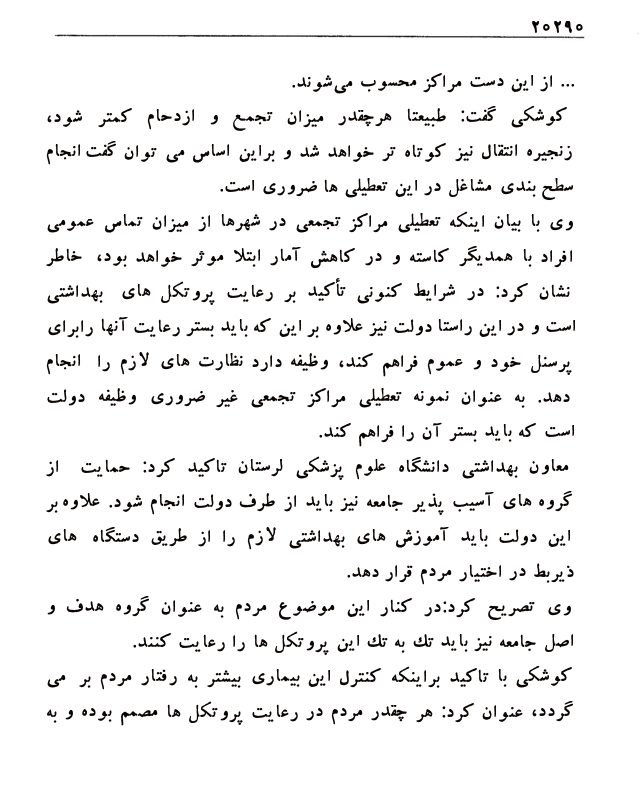 ۲۰۲۹۰
... از این دست مراکز محسوب می‌شوند.
کوشکی گفت: طبیعتا هرچقدر میزان تجمع و ازدحام کمتر شود،
زنجیره انتقال نیز کوتاه تر خواهد شد و براین اساس می توان گفت انجام
سطح بندی مشاغل در این تعطیلی ها ضروری است.
وی با بیان اینکه تعطیلی مراکز تجمعی در شهرها از میزان تماس عمومی
افراد با همدیگر کاسته و در کاهش آمار ابتلا موثر خواهد بود، خاطر
نشان کرد: در شرایط کنونی تأکید بر رعایت پروتکل های بهداشتی
است و در این راستا دولت نیز علاوه بر این که باید بستر رعایت آنها رابرای
پرسنل خود و عموم فراهم کند، وظیفه دارد نظارت های لازم را انجام
دهد. به عنوان نمونه تعطیلی مراکز تجمعی غیر ضروری وظیفه دولت
است که باید بستر آن را فراهم کند.
معاون بهداشتی دانشگاه علوم پزشکی لرستان تاکید کرد: حمایت از
گروه های آسیب پذیر جامعه نیز باید از طرف دولت انجام شود. علاوه بر
این دولت باید آموزش های بهداشتی لازم را از طریق دستگاه های
ذیربط در اختیار مردم قرار دهد.
وی تصریح کرد:در کنار این موضوع مردم به عنوان گروه هدف و
اصل جامعه نیز باید تك به تك این پروتکل ها را رعایت کنند.
کوشکی با تاکید براینکه کنترل این بیماری بیشتر به رفتار مردم بر می
گردد، عنوان کرد: هر چقدر مردم در رعایت پروتکل ها مصمم بوده و به